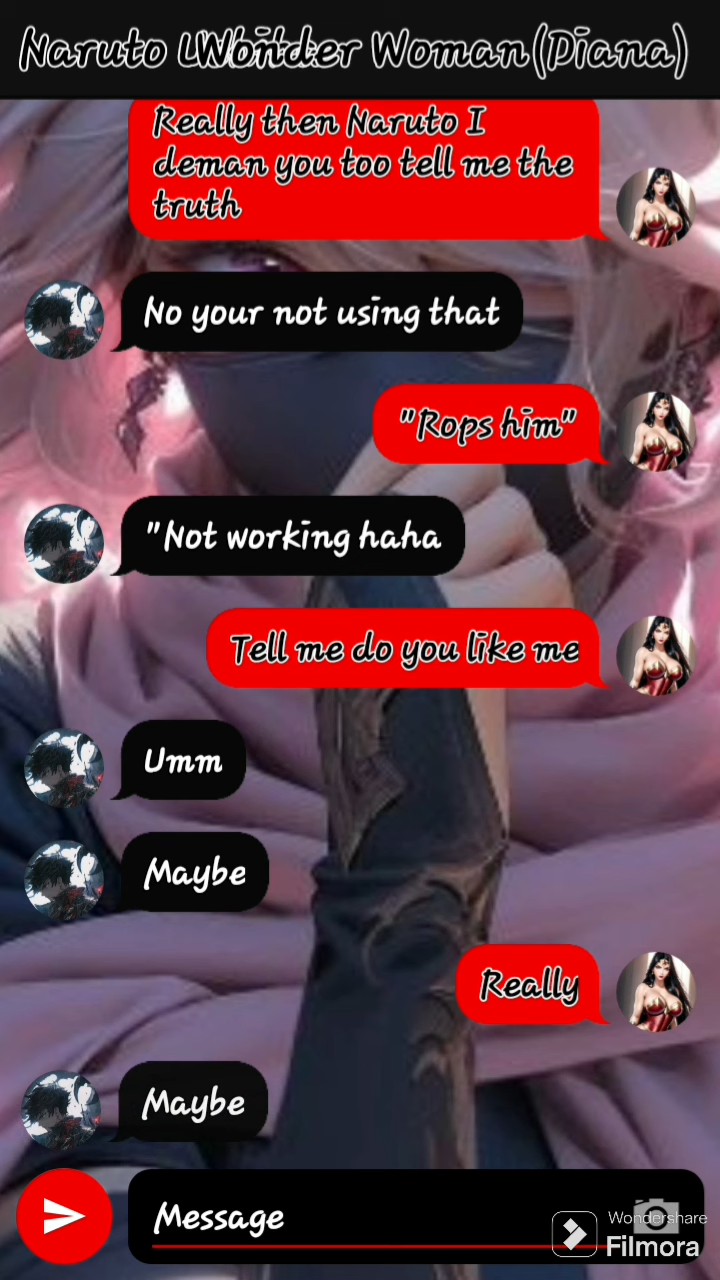 Naruto Wonder Woman(Diana)
Really then Naruto I
deman you too tell me the
truth
No your not using that
"Rops him"
"Not working haha
Tell me do you like me
Umm
Maybe
Really
Maybe
Message
Wondershare
Filmora